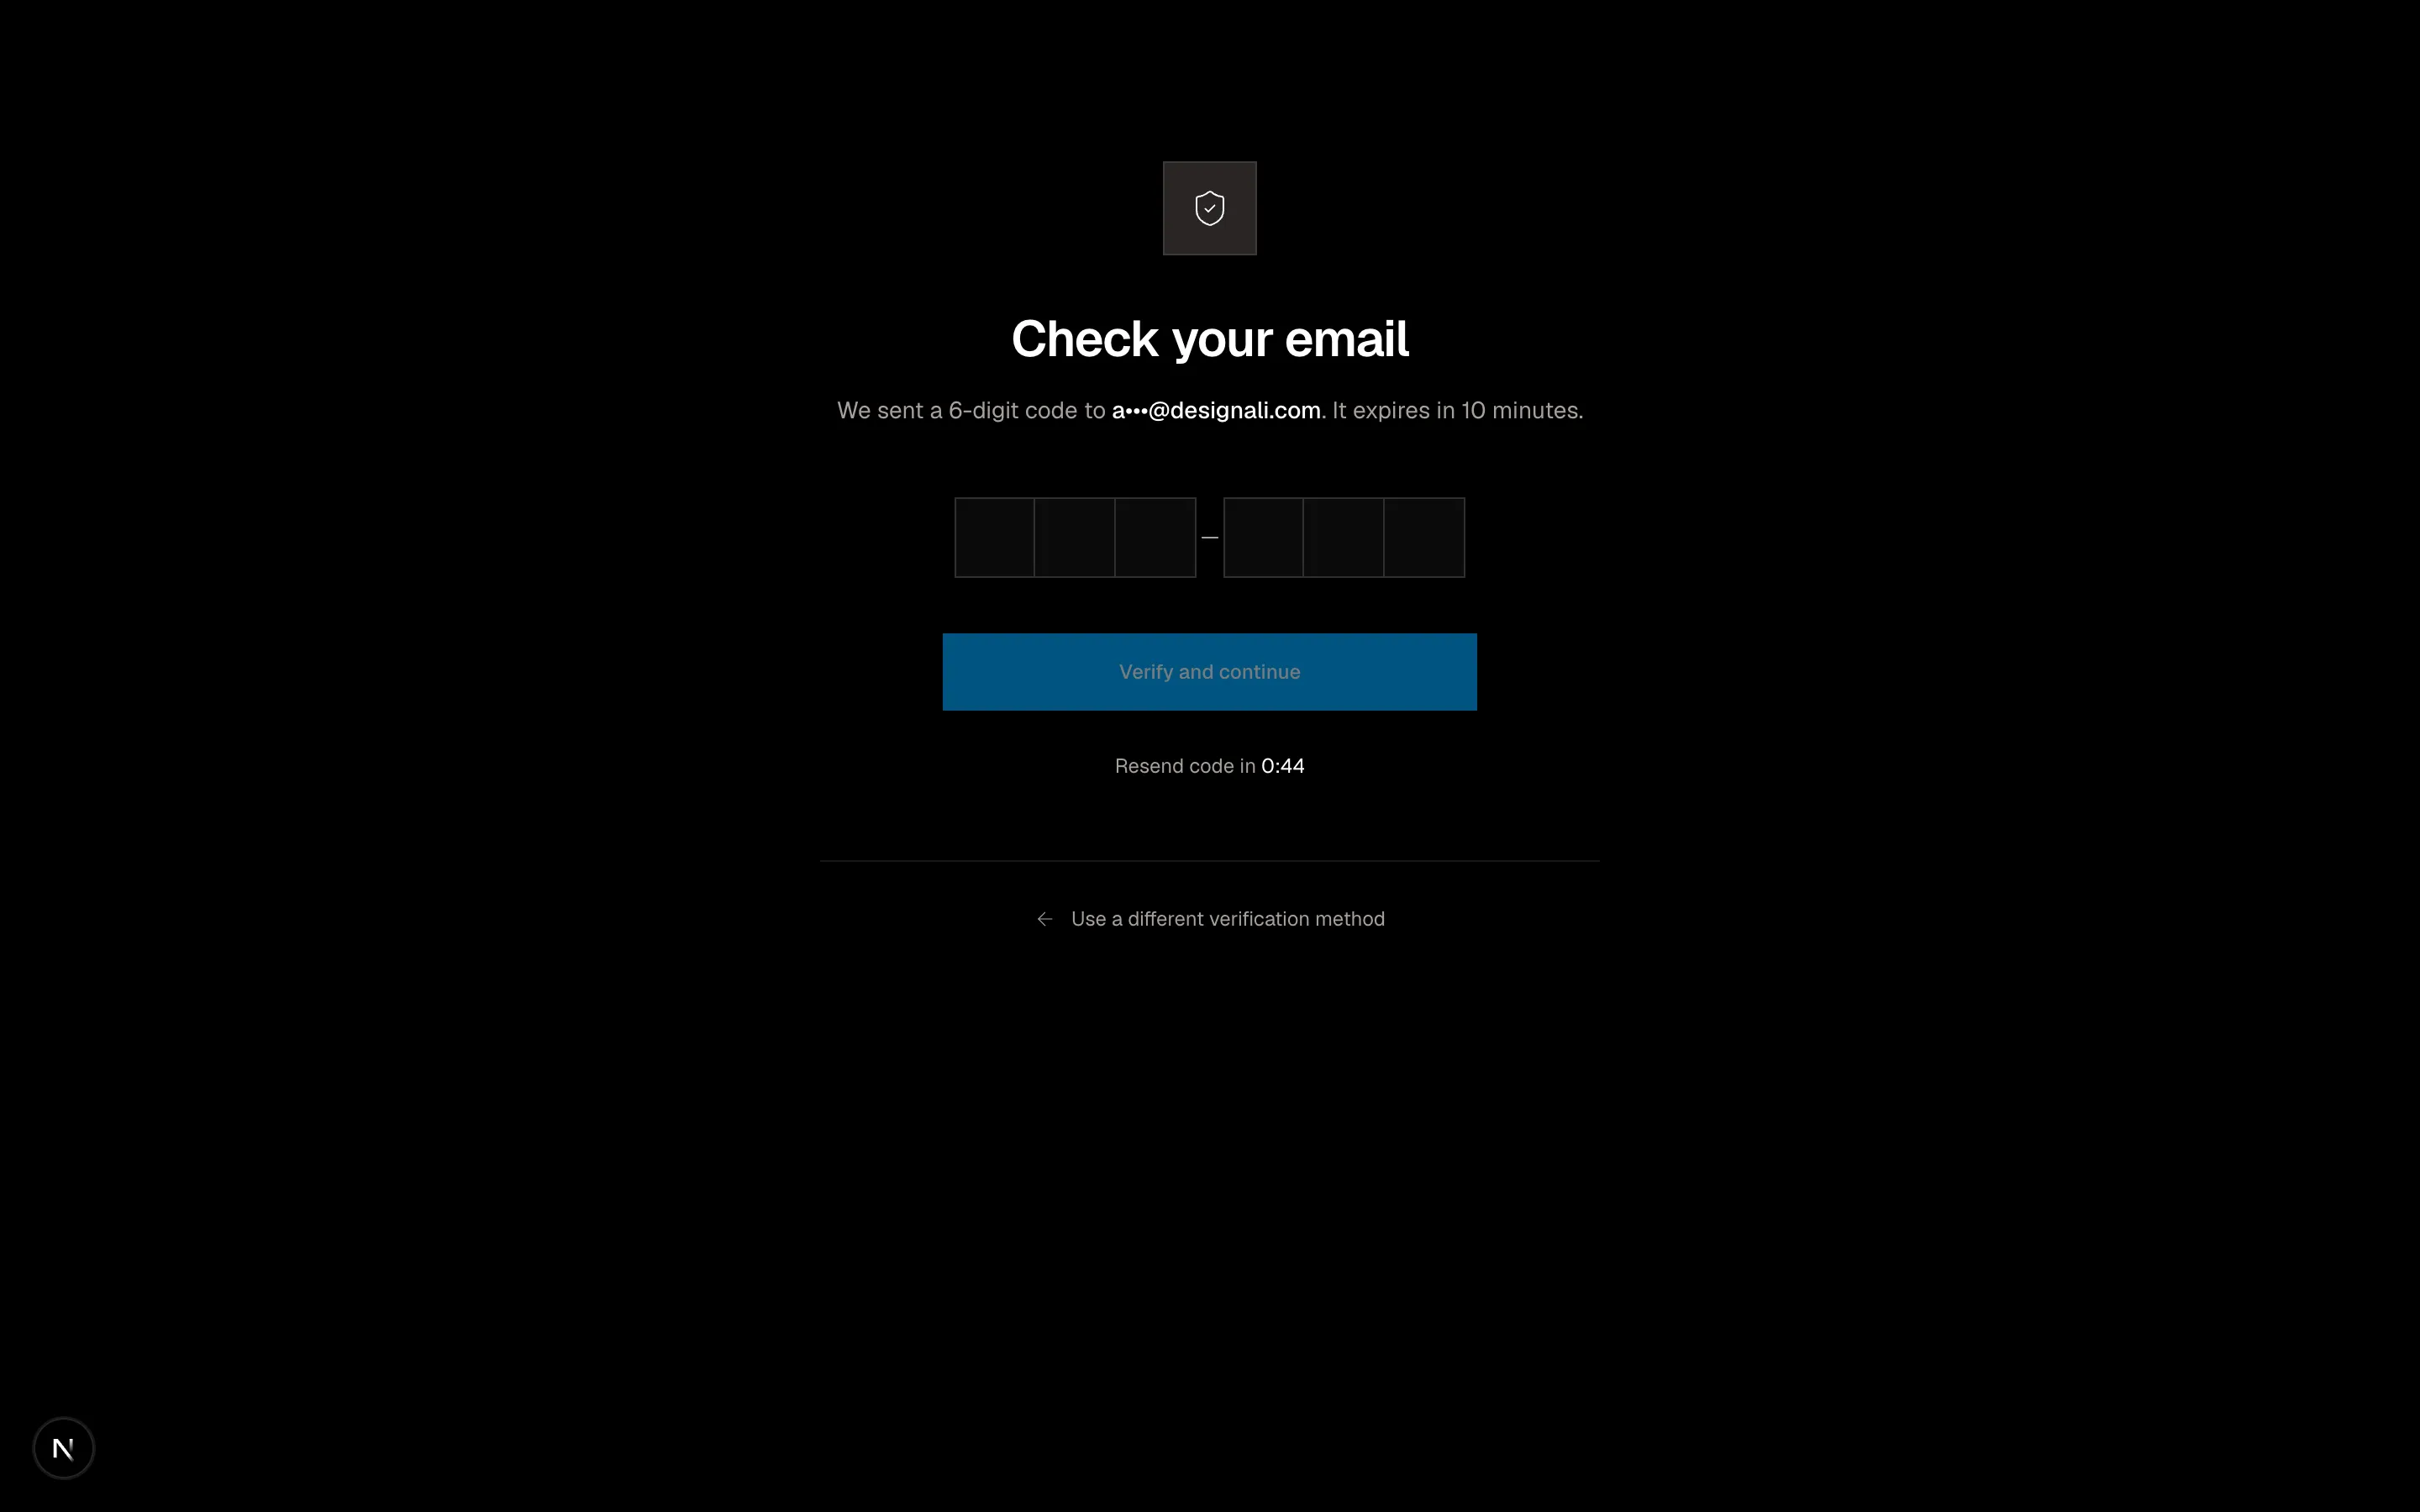 Check your email
We sent a 6-digit code to a•••@designali.com. It expires in 10 minutes.
—
Verify and continue
Resend code in 0:44
← Use a different verification method
N